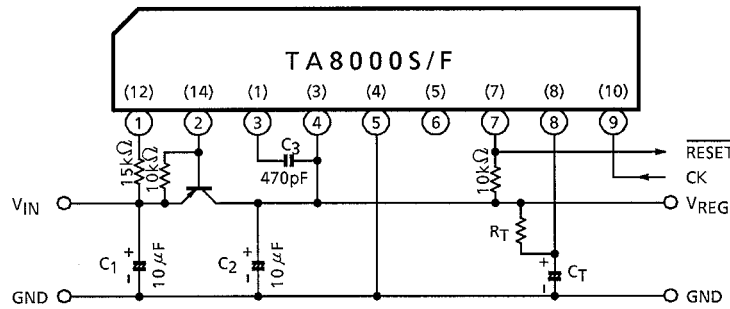 TA8000S/F
(12) (14) (1) (3) (4) (5) (7) (8) (10)
1 2 3 4 5 6 7 8 9
15kΩ
10kΩ
C3
470pF
10kΩ
RESET
CK
VIN
VREG
RT
C1
+
-
10μF
C2
+
-
10μF
+
-
CT
GND
GND